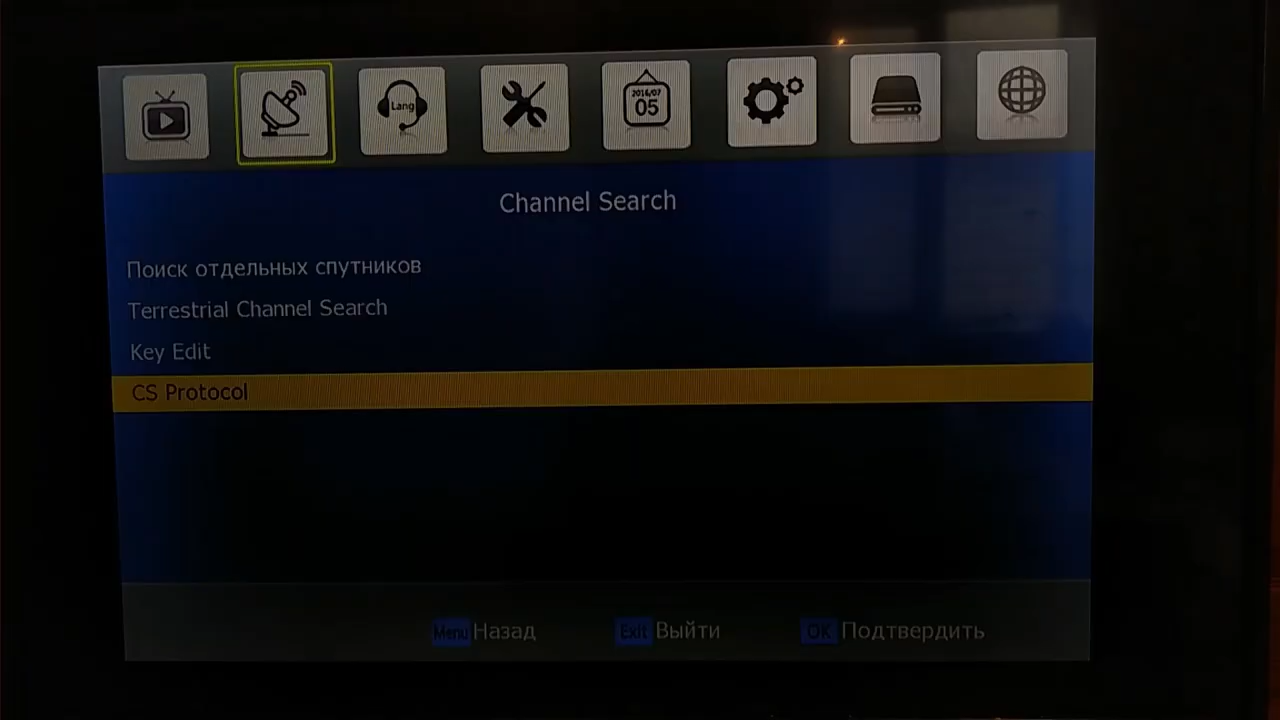 Lang
2016/07
05
Channel Search
Поиск отдельных спутников
Terrestrial Channel Search
Key Edit
CS Protocol
Menu Назад Exit Выйти OK Подтвердить